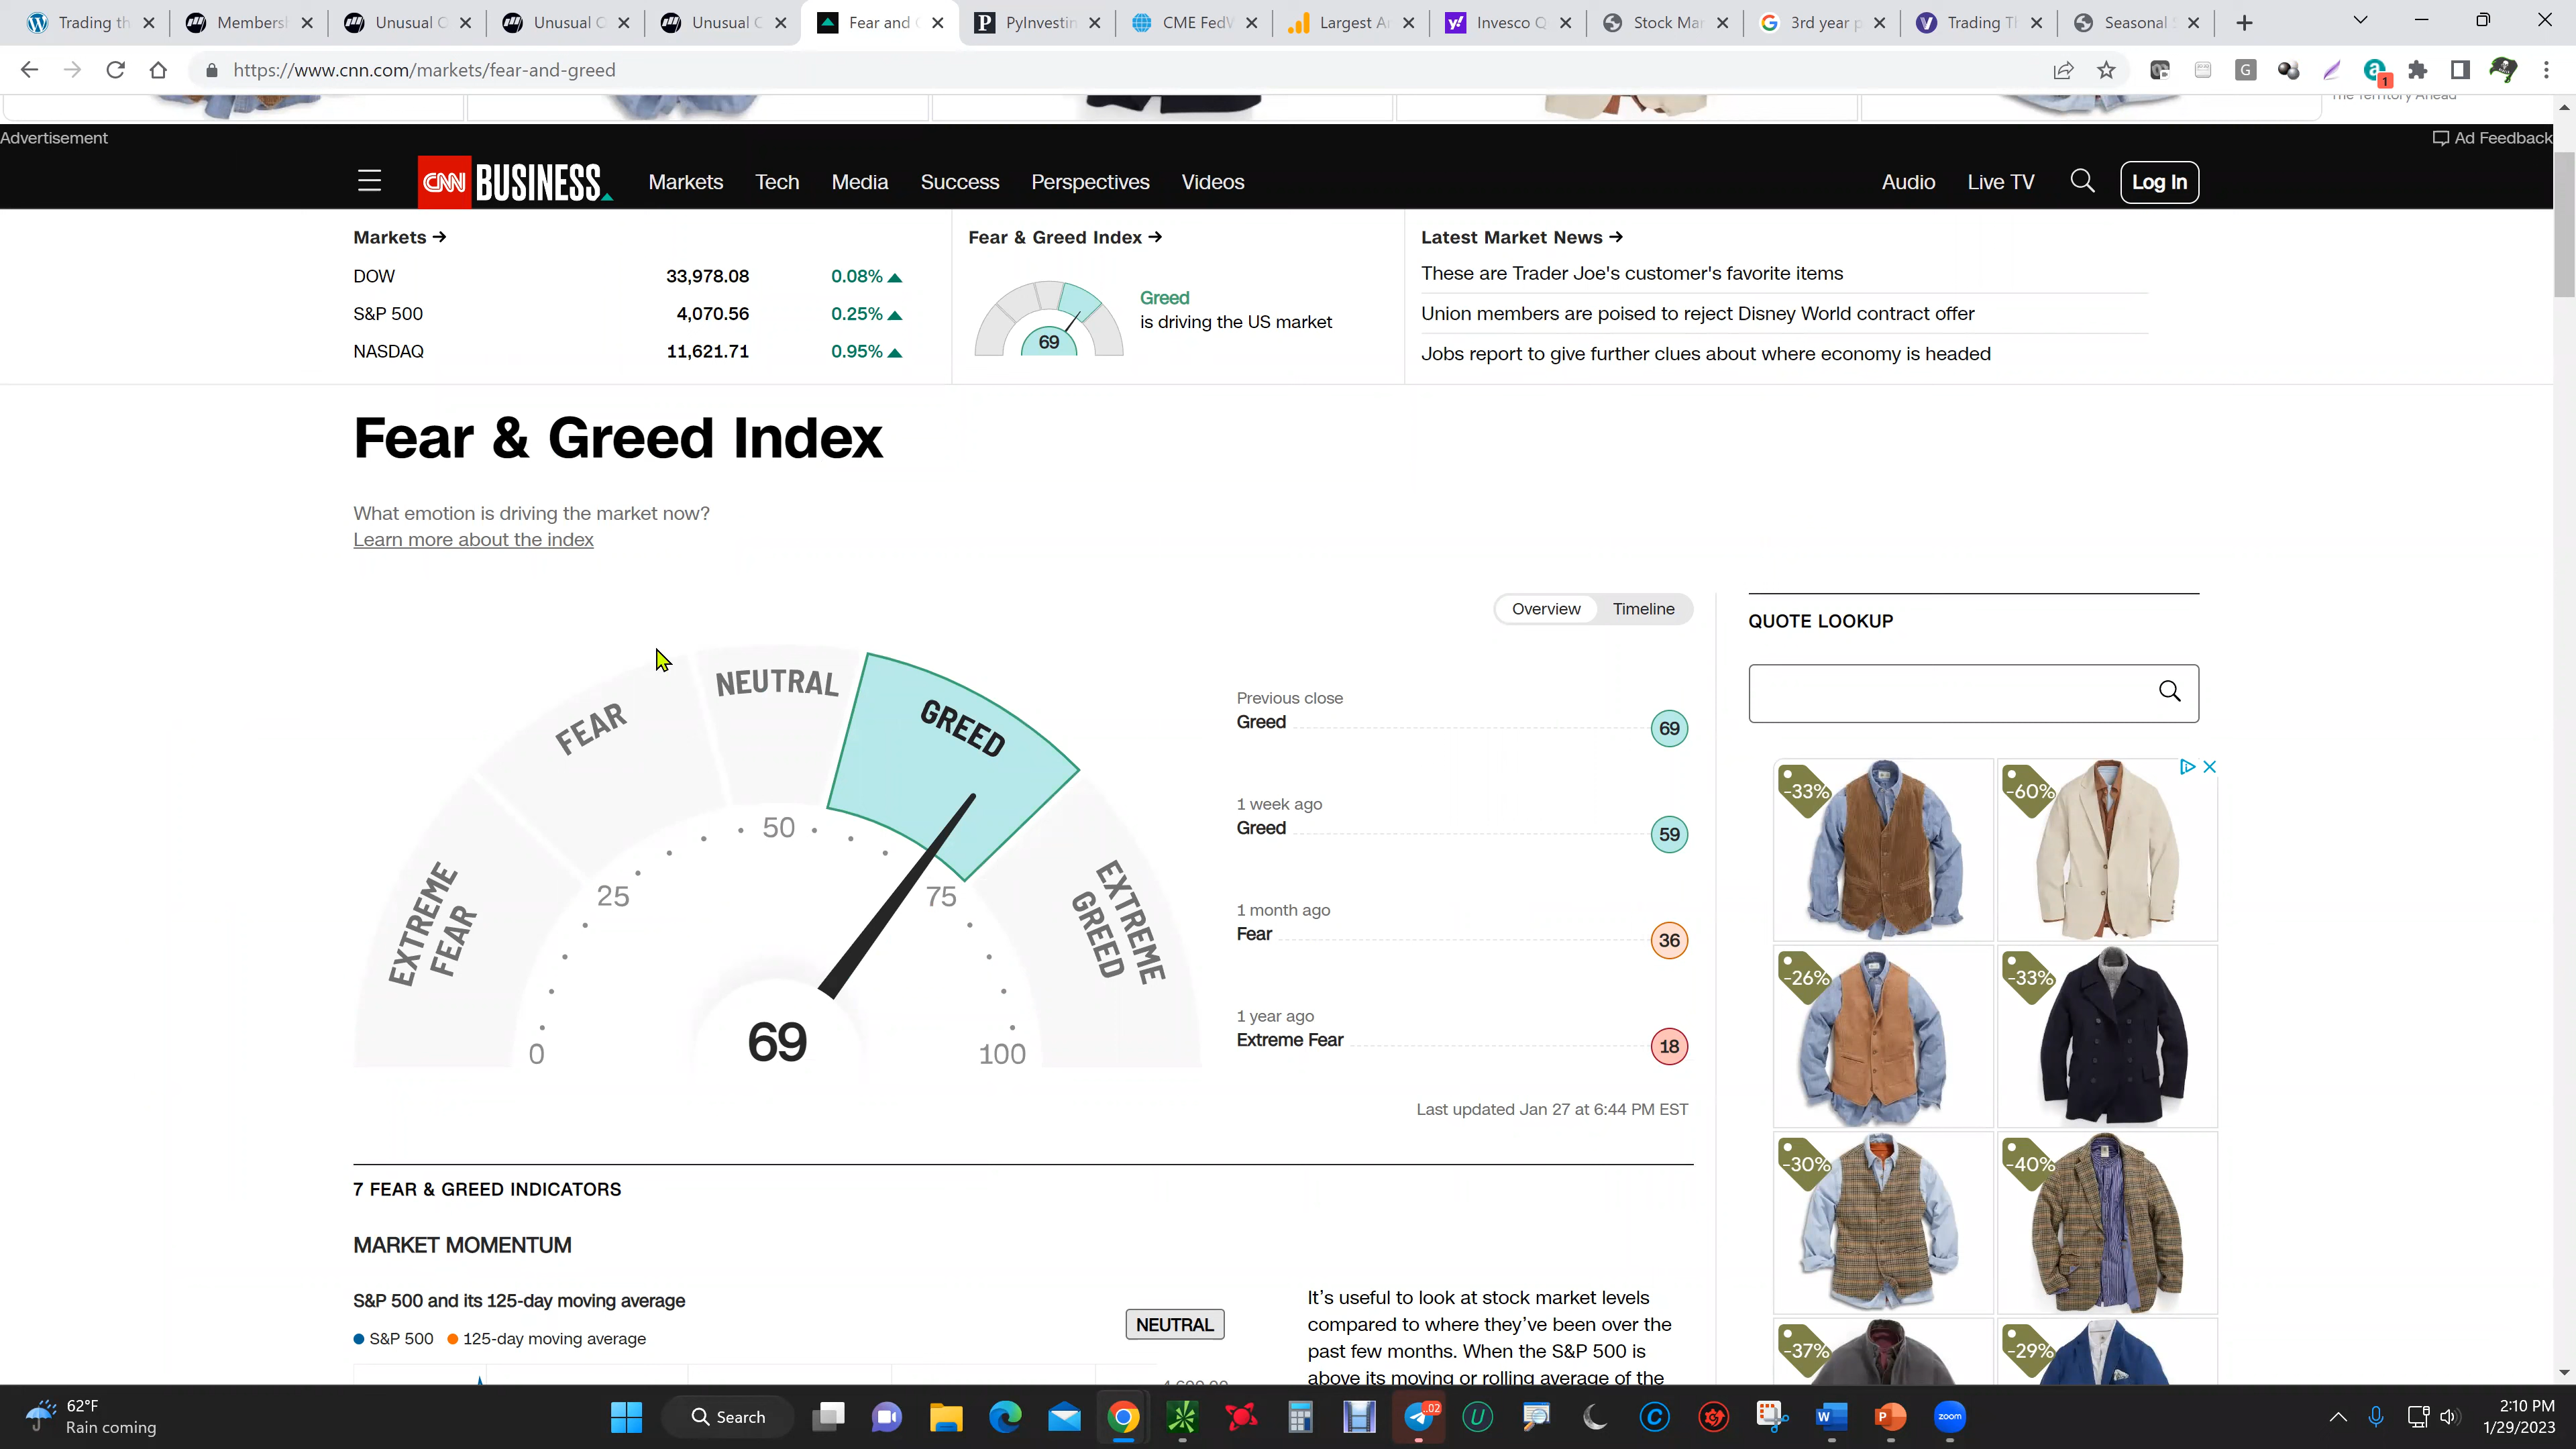 Trading th
Members
Unusual O
Unusual O
Unusual O
Fear and
PyInvestin
CME FedW
Largest A
Invesco Q
Stock Mar
3rd year p
Trading Th
Seasonal
https://www.cnn.com/markets/fear-and-greed
Advertisement
Ad Feedback
CNN BUSINESS
Markets
Tech
Media
Success
Perspectives
Videos
Audio
Live TV
Log In
Markets →
DOW 33,978.08 0.08%
S&P 500 4,070.56 0.25%
NASDAQ 11,621.71 0.95%
Fear & Greed Index →
Greed
is driving the US market
69
Latest Market News →
These are Trader Joe's customer's favorite items
Union members are poised to reject Disney World contract offer
Jobs report to give further clues about where economy is headed
Fear & Greed Index
What emotion is driving the market now?
Learn more about the index
Overview
Timeline
EXTREME
FEAR
FEAR
NEUTRAL
GREED
EXTREME
GREED
0
25
50
75
100
69
Previous close
Greed 69
1 week ago
Greed 59
1 month ago
Fear 36
1 year ago
Extreme Fear 18
Last updated Jan 27 at 6:44 PM EST
QUOTE LOOKUP
-33%
-60%
-26%
-33%
-30%
-40%
-37%
-29%
7 FEAR & GREED INDICATORS
MARKET MOMENTUM
S&P 500 and its 125-day moving average
S&P 500
125-day moving average
NEUTRAL
It's useful to look at stock market levels
compared to where they've been over the
past few months. When the S&P 500 is
above its moving or rolling average of the
62°F
Rain coming
Search
2:10 PM
1/29/2023